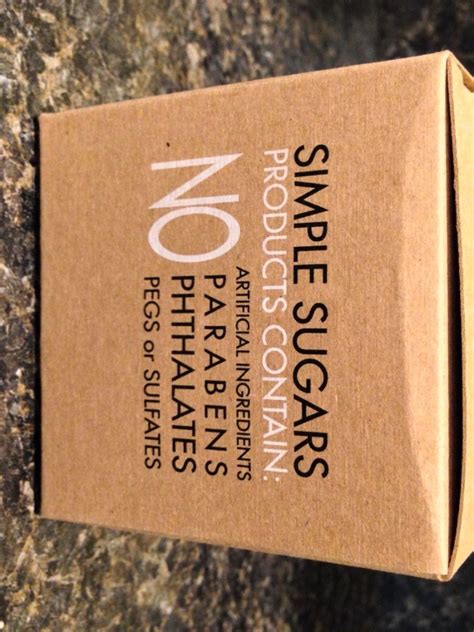 SIMPLE SUGARS
PRODUCTS CONTAIN:
NO
ARTIFICIAL INGREDIENTS
PARABENS
PHTHALATES
PEGS or SULFATES